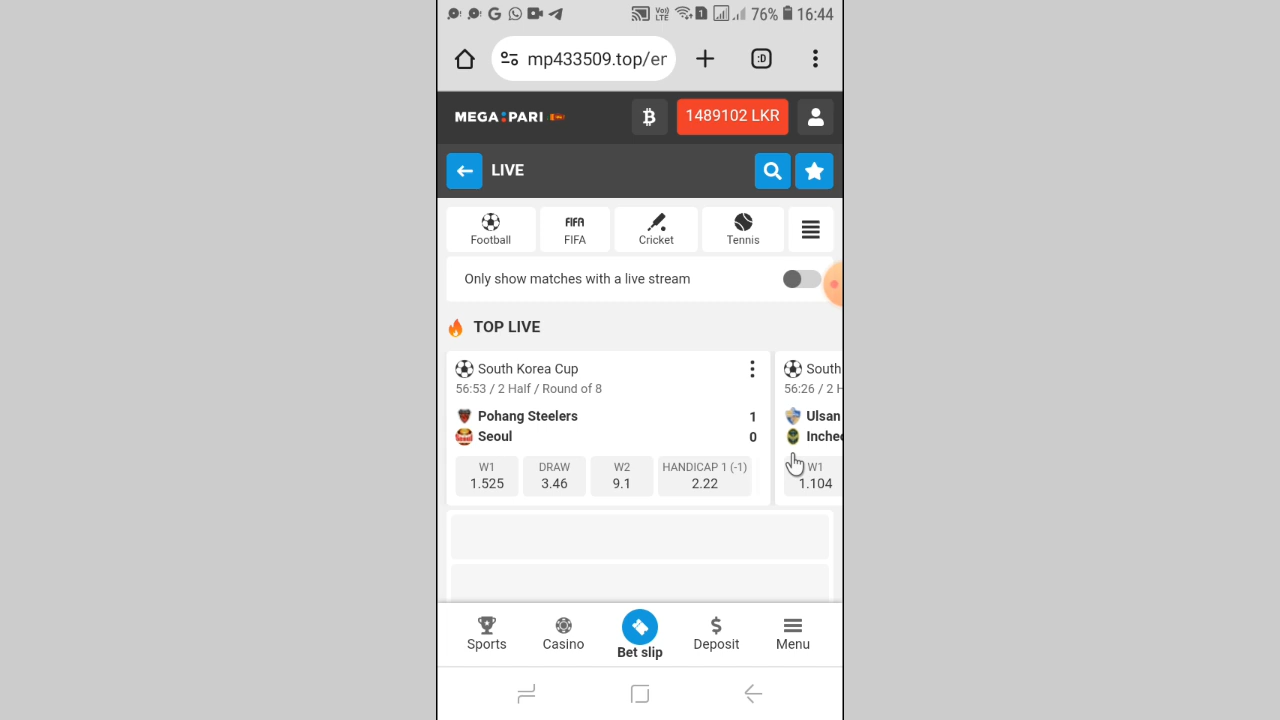 Vo)) LTE 1 76% 16:44
mp433509.top/er
:D
MEGA PARI
1489102 LKR
LIVE
Football
FIFA
FIFA
Cricket
Tennis
Only show matches with a live stream
TOP LIVE
South Korea Cup
56:53 / 2 Half / Round of 8
Pohang Steelers 1
Seoul 0
W1
1.525
DRAW
3.46
W2
9.1
HANDICAP 1 (-1)
2.22
South
56:26 / 2 H
Ulsan
Inche
W1
1.104
Sports
Casino
Bet slip
Deposit
Menu